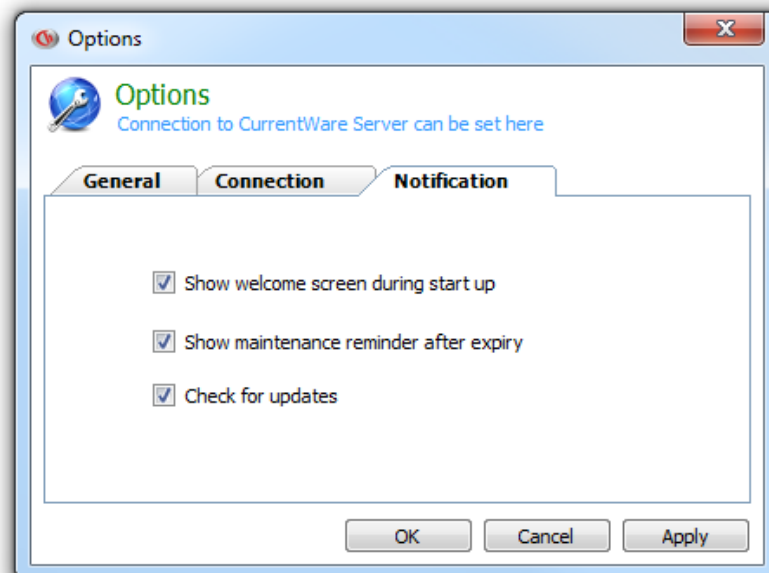 Options
Options
Connection to CurrentWare Server can be set here
General Connection Notification
Show welcome screen during start up
Show maintenance reminder after expiry
Check for updates
OK Cancel Apply